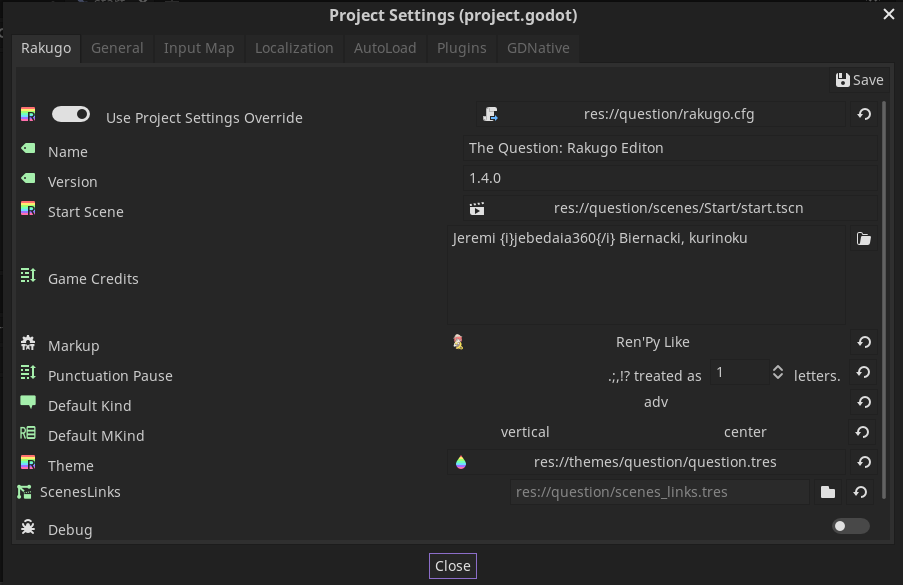 Project Settings (project.godot)
Rakugo General Input Map Localization AutoLoad Plugins GDNative
Save
Use Project Settings Override res://question/rakugo.cfg
Name The Question: Rakugo Editon
Version 1.4.0
Start Scene res://question/scenes/Start/start.tscn
Jeremi {i}jebedaia360{/i} Biernacki, kurinoku
Game Credits
Markup Ren'Py Like
Punctuation Pause .;,!? treated as 1 letters.
Default Kind adv
Default MKind vertical center
Theme res://themes/question/question.tres
ScenesLinks res://question/scenes_links.tres
Debug
Close